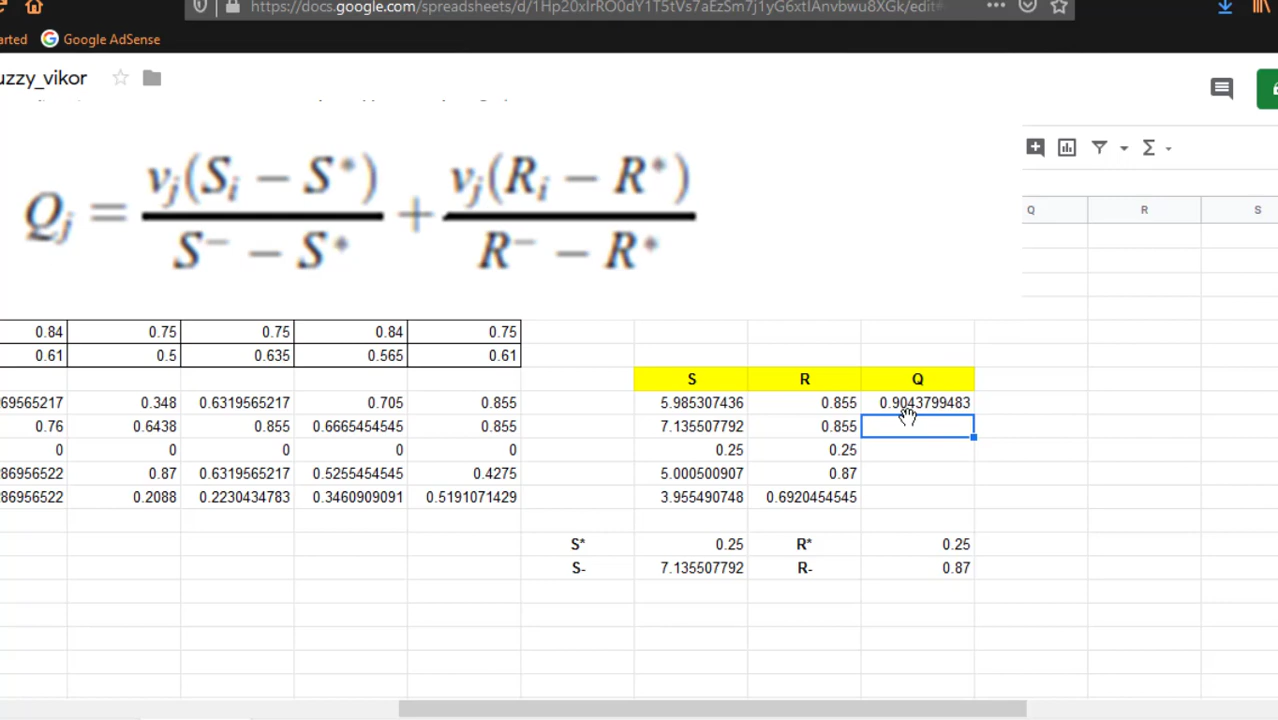 https://docs.google.com/spreadsheets/d/1Hp20xIrRO0dY1T5tVs7aEzSm7j1yG6xtIAnvbwu8XGk/edit#
arted Google AdSense
uzzy_vikor
Q_j = v_j(S_i − S*) / (S⁻ − S*) + v_j(R_i − R*) / (R⁻ − R*)
Q R S
0.84 0.75 0.75 0.84 0.75
0.61 0.5 0.635 0.565 0.61
S R Q
69565217 0.348 0.6319565217 0.705 0.855 5.985307436 0.855 0.9043799483
0.76 0.6438 0.855 0.6665454545 0.855 7.135507792 0.855
0 0 0 0 0 0.25 0.25
86956522 0.87 0.6319565217 0.5255454545 0.4275 5.000500907 0.87
86956522 0.2088 0.2230434783 0.3460909091 0.5191071429 3.955490748 0.6920454545
S* 0.25 R* 0.25
S- 7.135507792 R- 0.87